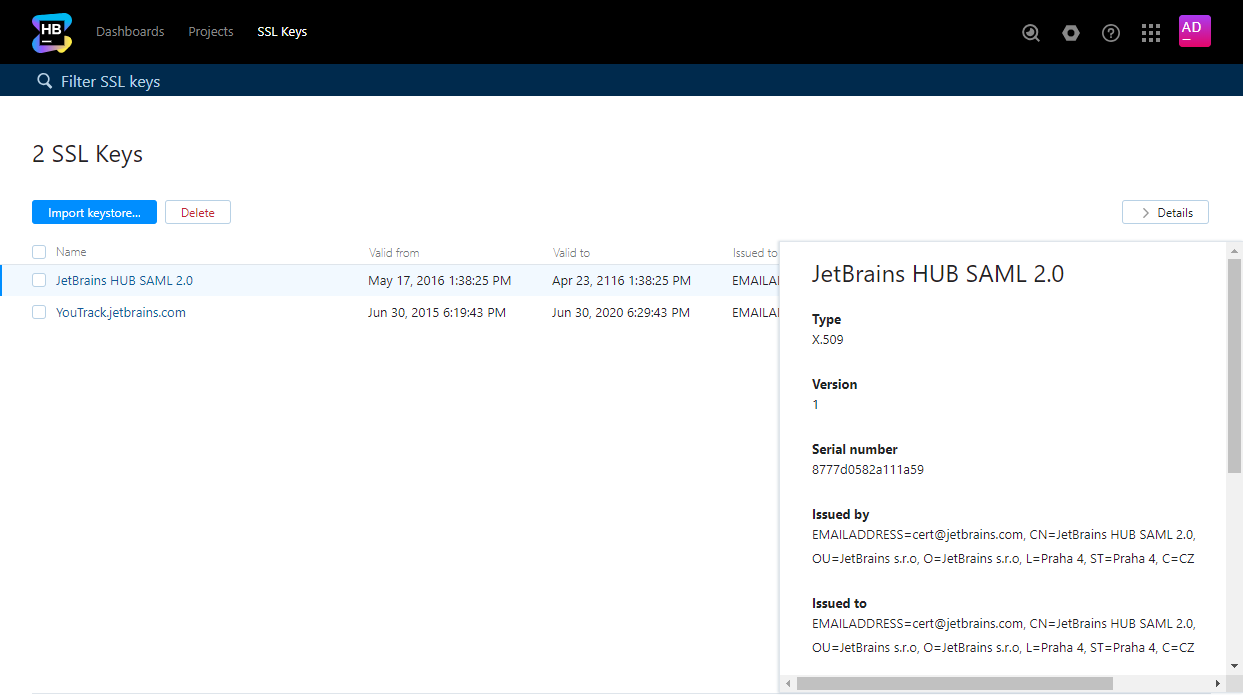 HB Dashboards Projects SSL Keys AD
Filter SSL keys
2 SSL Keys
Import keystore... Delete Details
Name Valid from Valid to Issued to
JetBrains HUB SAML 2.0 May 17, 2016 1:38:25 PM Apr 23, 2116 1:38:25 PM EMAILA
YouTrack.jetbrains.com Jun 30, 2015 6:19:43 PM Jun 30, 2020 6:29:43 PM EMAILA
JetBrains HUB SAML 2.0
Type
X.509
Version
1
Serial number
8777d0582a111a59
Issued by
EMAILADDRESS=cert@jetbrains.com, CN=JetBrains HUB SAML 2.0,
OU=JetBrains s.r.o, O=JetBrains s.r.o, L=Praha 4, ST=Praha 4, C=CZ
Issued to
EMAILADDRESS=cert@jetbrains.com, CN=JetBrains HUB SAML 2.0,
OU=JetBrains s.r.o, O=JetBrains s.r.o, L=Praha 4, ST=Praha 4, C=CZ